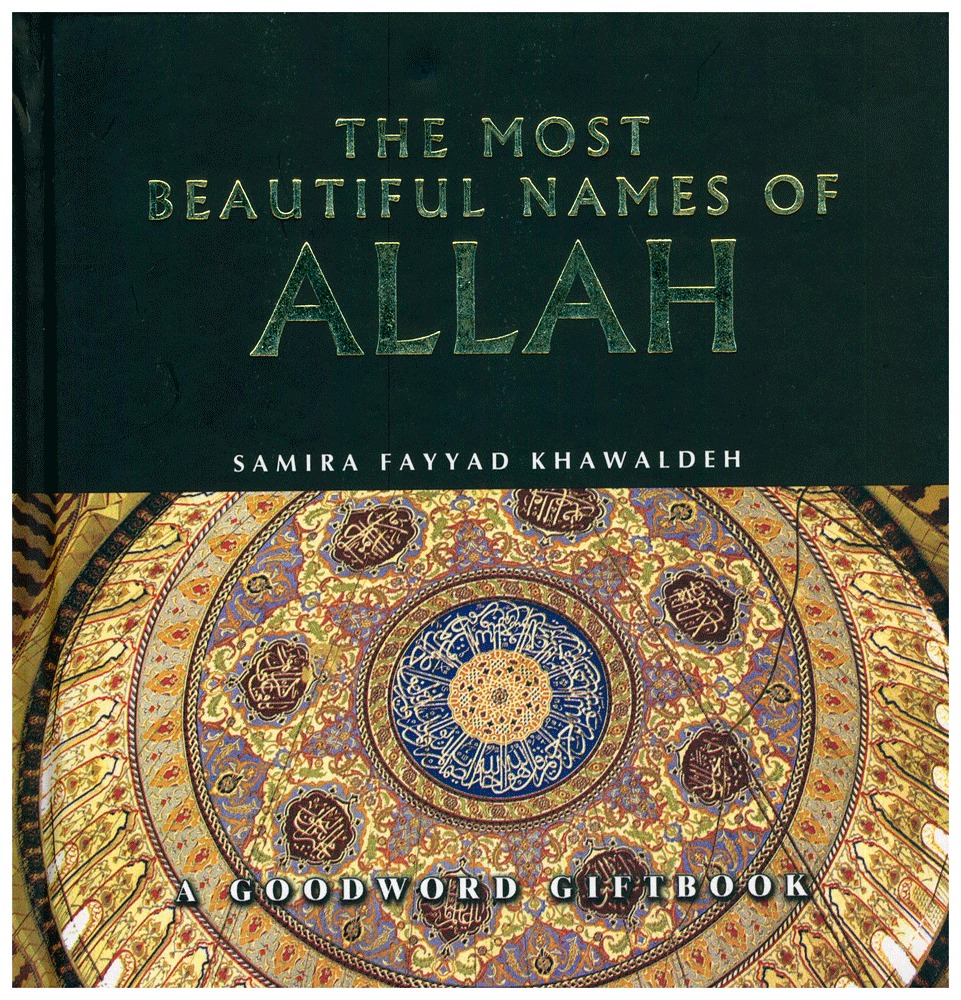 THE MOST
BEAUTIFUL NAMES OF
ALLAH
SAMIRA FAYYAD KHAWALDEH
A GOODWORD GIFTBOOK